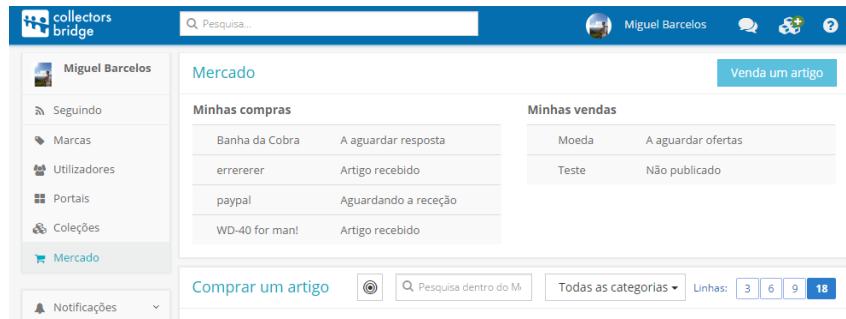 collectors
bridge
Pesquisa...
Miguel Barcelos
Miguel Barcelos
Seguindo
Marcas
Utilizadores
Portais
Coleções
Mercado
Notificações
Mercado
Venda um artigo
Minhas compras
Banha da Cobra A aguardar resposta
errererer Artigo recebido
paypal Aguardando a receção
WD-40 for man! Artigo recebido
Minhas vendas
Moeda A aguardar ofertas
Teste Não publicado
Comprar um artigo
Pesquisa dentro do M
Todas as categorias
Linhas: 3 6 9 18